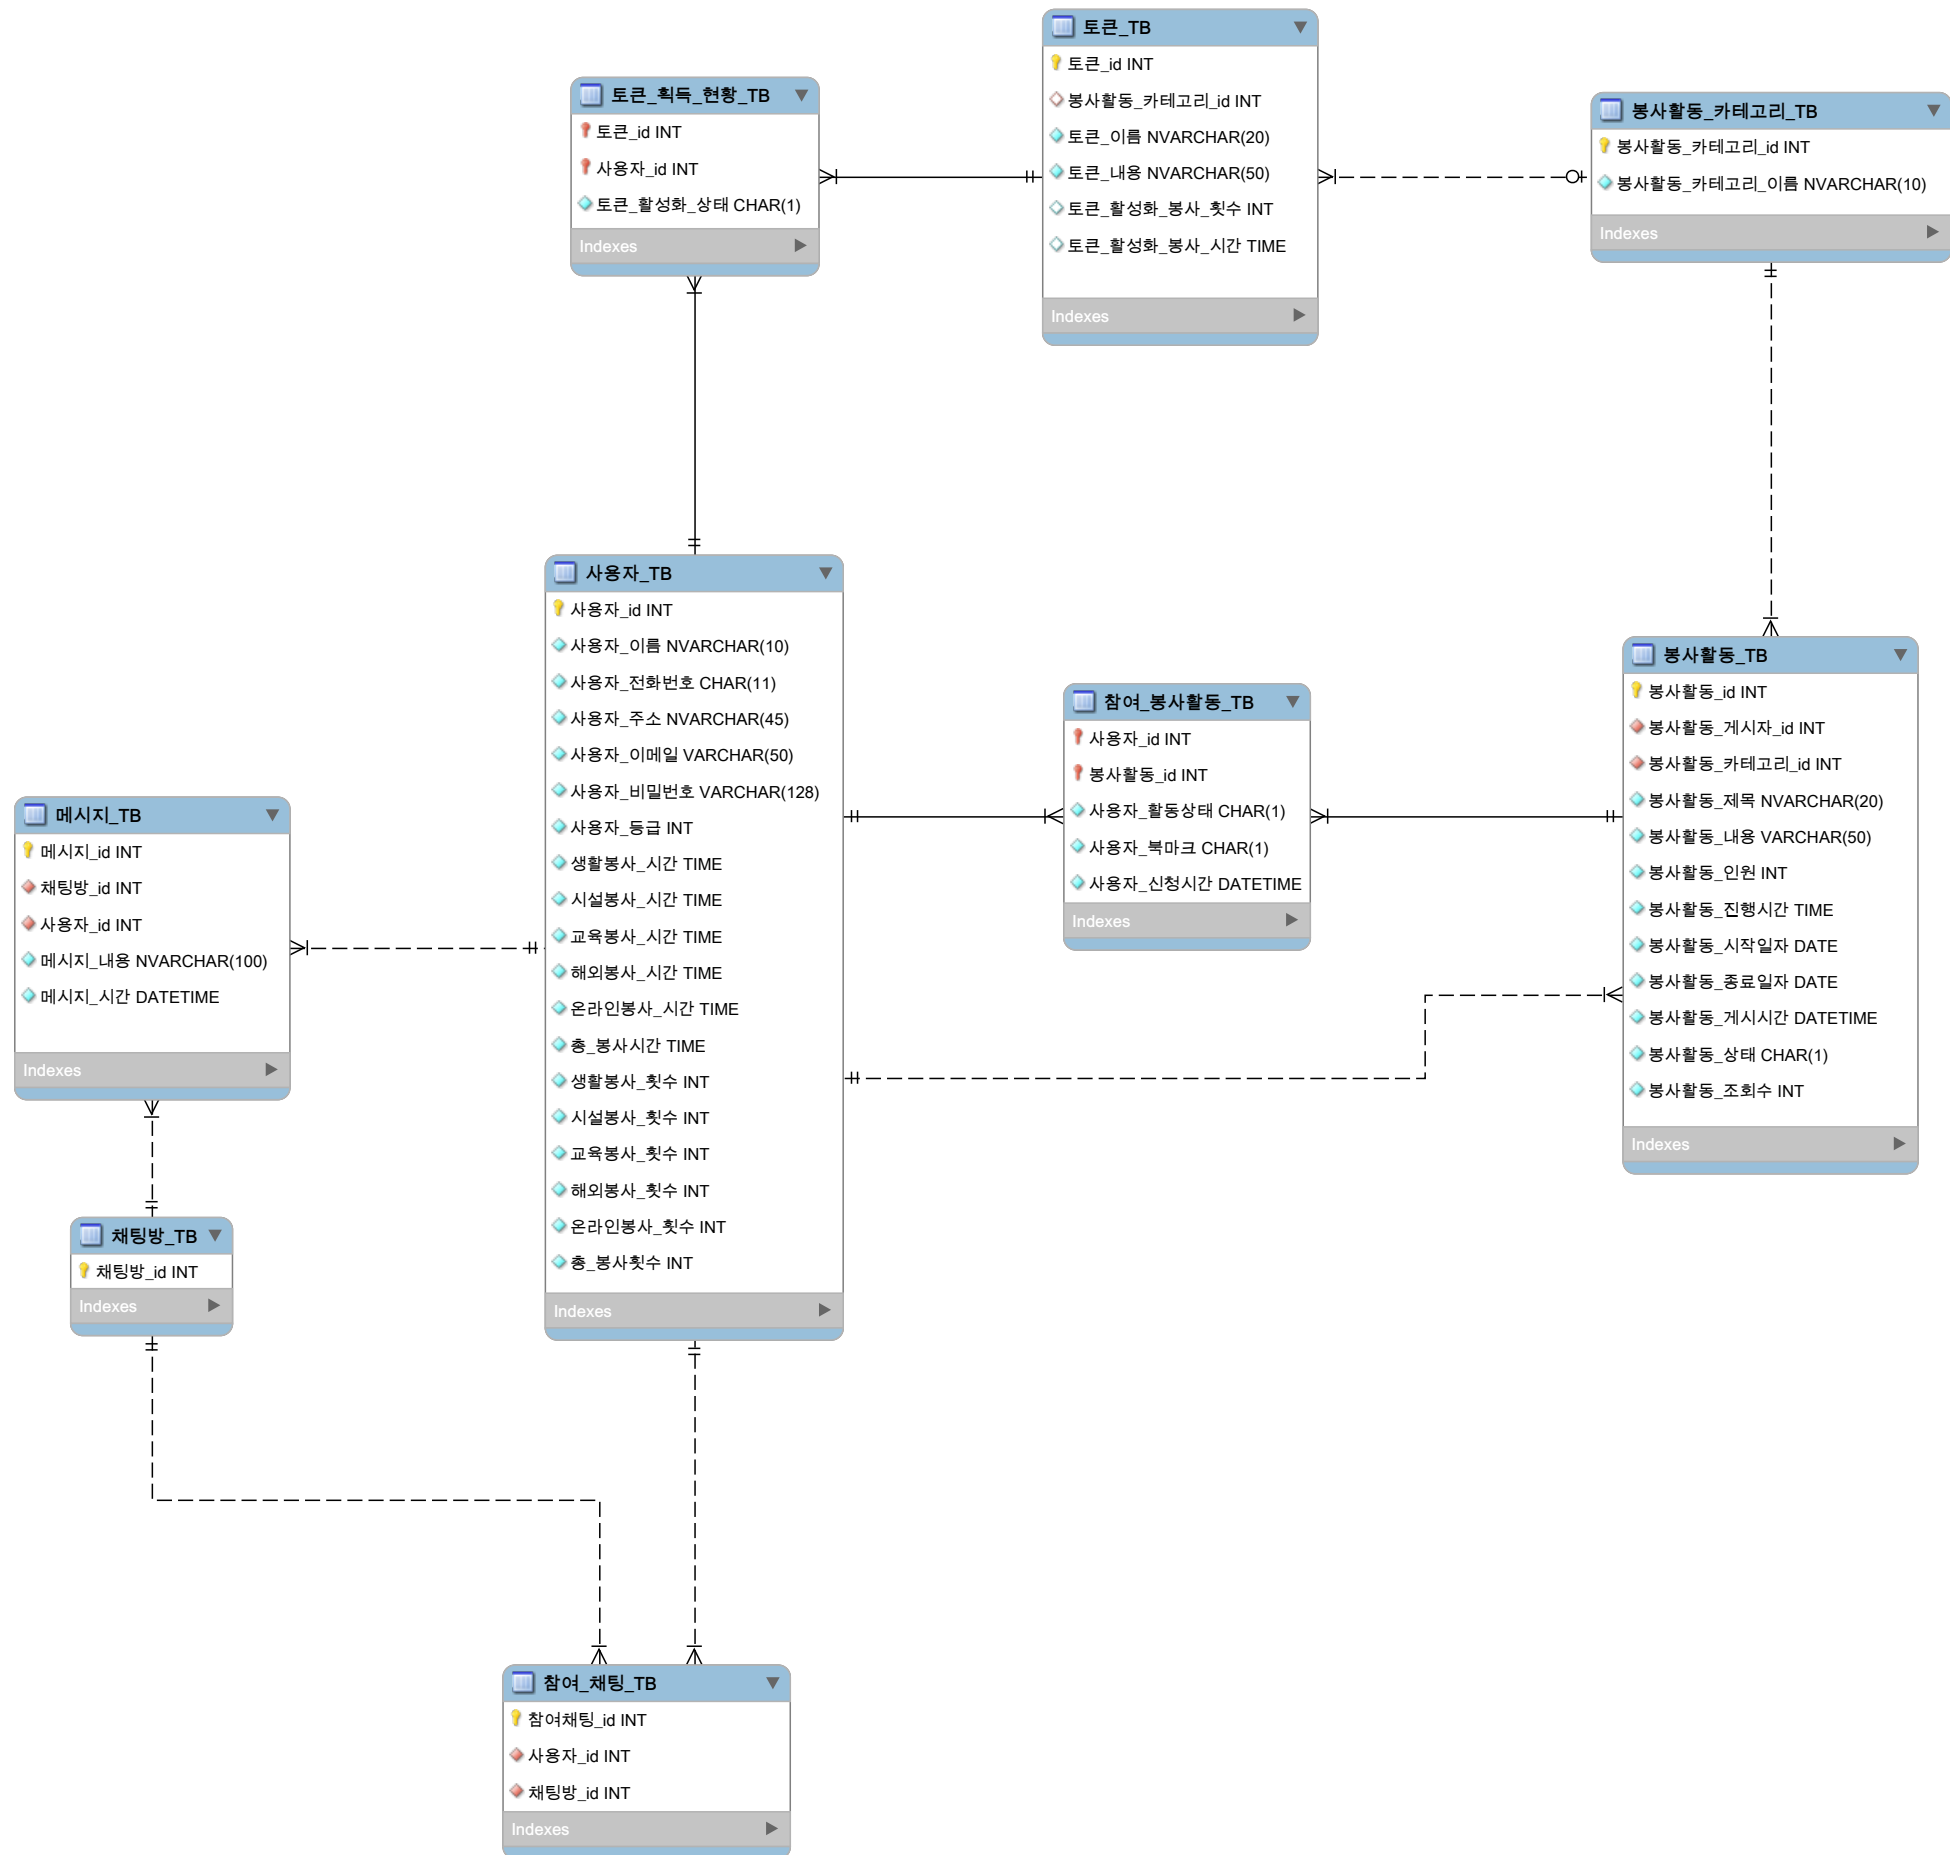 토큰_TB
토큰_id INT
봉사활동_카테고리_id INT
토큰_이름 NVARCHAR(20)
토큰_내용 NVARCHAR(50)
토큰_활성화_봉사_횟수 INT
토큰_활성화_봉사_시간 TIME
Indexes
토큰_획득_현황_TB
토큰_id INT
사용자_id INT
토큰_활성화_상태 CHAR(1)
Indexes
봉사활동_카테고리_TB
봉사활동_카테고리_id INT
봉사활동_카테고리_이름 NVARCHAR(10)
Indexes
사용자_TB
사용자_id INT
사용자_이름 NVARCHAR(10)
사용자_전화번호 CHAR(11)
사용자_주소 NVARCHAR(45)
사용자_이메일 VARCHAR(50)
사용자_비밀번호 VARCHAR(128)
사용자_등급 INT
생활봉사_시간 TIME
시설봉사_시간 TIME
교육봉사_시간 TIME
해외봉사_시간 TIME
온라인봉사_시간 TIME
총_봉사시간 TIME
생활봉사_횟수 INT
시설봉사_횟수 INT
교육봉사_횟수 INT
해외봉사_횟수 INT
온라인봉사_횟수 INT
총_봉사횟수 INT
Indexes
참여_봉사활동_TB
사용자_id INT
봉사활동_id INT
사용자_활동상태 CHAR(1)
사용자_북마크 CHAR(1)
사용자_신청시간 DATETIME
Indexes
봉사활동_TB
봉사활동_id INT
봉사활동_게시자_id INT
봉사활동_카테고리_id INT
봉사활동_제목 NVARCHAR(20)
봉사활동_내용 VARCHAR(50)
봉사활동_인원 INT
봉사활동_진행시간 TIME
봉사활동_시작일자 DATE
봉사활동_종료일자 DATE
봉사활동_게시시간 DATETIME
봉사활동_상태 CHAR(1)
봉사활동_조회수 INT
Indexes
메시지_TB
메시지_id INT
채팅방_id INT
사용자_id INT
메시지_내용 NVARCHAR(100)
메시지_시간 DATETIME
Indexes
채팅방_TB
채팅방_id INT
Indexes
참여_채팅_TB
참여채팅_id INT
사용자_id INT
채팅방_id INT
Indexes